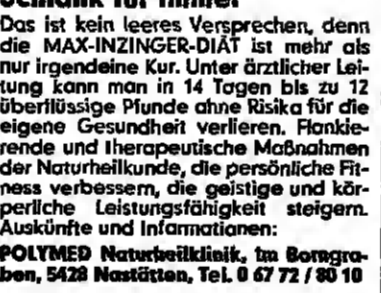 Schlank für immer
Das ist kein leeres Versprechen, denn
die MAX-INZINGER-DIÄT ist mehr als
nur irgendeine Kur. Unter ärztlicher Lei-
tung kann man in 14 Tagen bis zu 12
überflüssige Pfunde ohne Risiko für die
eigene Gesundheit verlieren. Flankie-
rende und therapeutische Maßnahmen
der Naturheilkunde, die persönliche Fit-
ness verbessern, die geistige und kör-
perliche Leistungsfähigkeit steigern.
Auskünfte und Informationen:
POLYMED Naturheilklinik, Im Borngra-
ben, 5428 Nastätten, Tel. 0 67 72 / 80 10